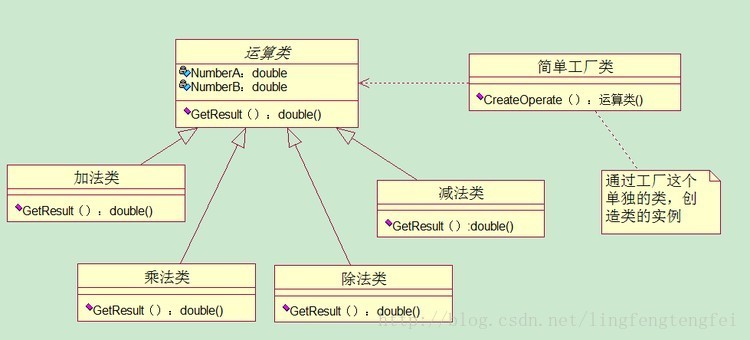 运算类
NumberA：double
NumberB：double
GetResult（）：double()
简单工厂类
CreateOperate（）：运算类()
通过工厂这个
单独的类，创
造类的实例
加法类
GetResult（）：double()
减法类
GetResult（）:double()
乘法类
GetResult（）：double()
除法类
GetResult（）：double()
http://blog.csdn.net/lingfengtengfei